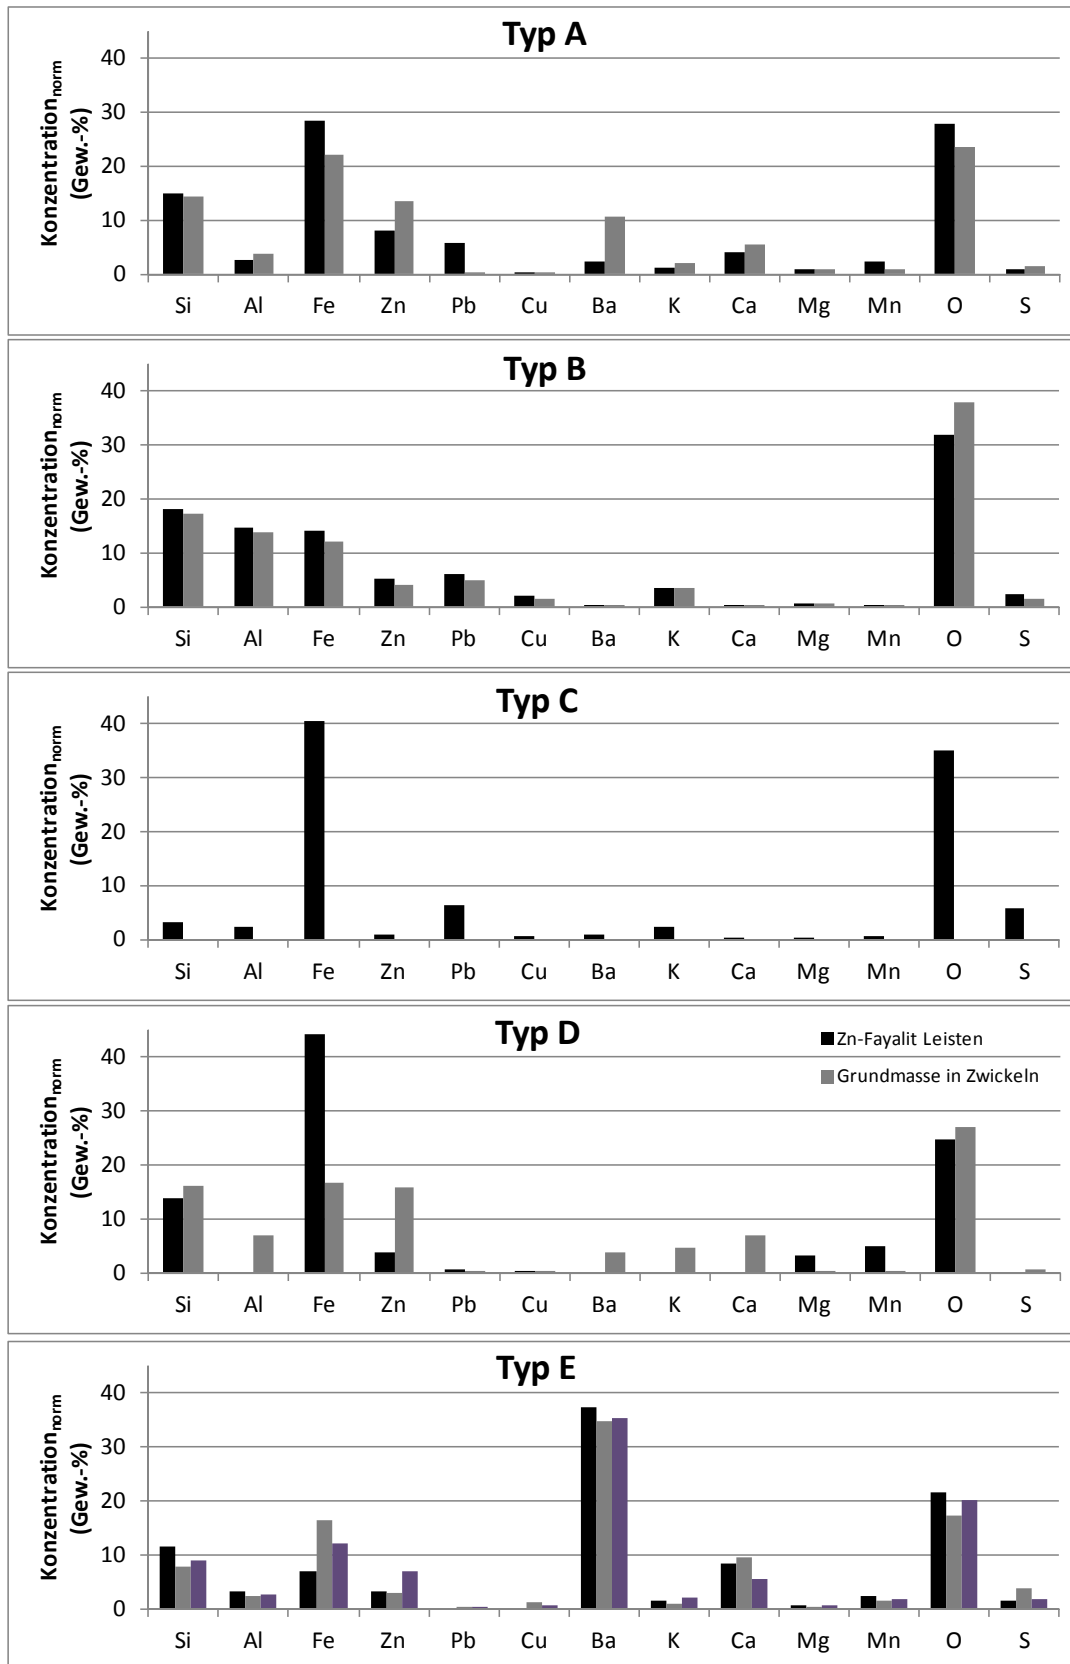 Typ A
Konzentration_norm
(Gew.-%)
40
30
20
10
0
Si Al Fe Zn Pb Cu Ba K Ca Mg Mn O S
Typ B
Konzentration_norm
(Gew.-%)
40
30
20
10
0
Si Al Fe Zn Pb Cu Ba K Ca Mg Mn O S
Typ C
Konzentration_norm
(Gew.-%)
40
30
20
10
0
Si Al Fe Zn Pb Cu Ba K Ca Mg Mn O S
Typ D
Zn-Fayalit Leisten
Grundmasse in Zwickeln
Konzentration_norm
(Gew.-%)
40
30
20
10
0
Si Al Fe Zn Pb Cu Ba K Ca Mg Mn O S
Typ E
Konzentration_norm
(Gew.-%)
40
30
20
10
0
Si Al Fe Zn Pb Cu Ba K Ca Mg Mn O S